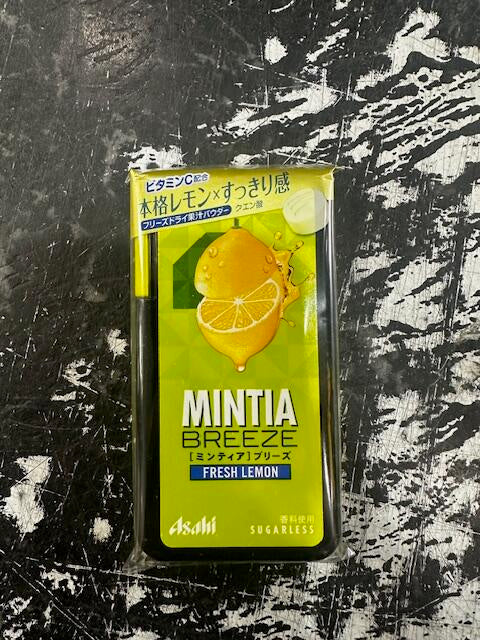 ビタミンC配合
本格レモン×すっきり感
フリーズドライ果汁パウダー クエン酸
MINTIA
BREEZE
[ミンティア]ブリーズ
FRESH LEMON
Asahi
香料使用
SUGARLESS